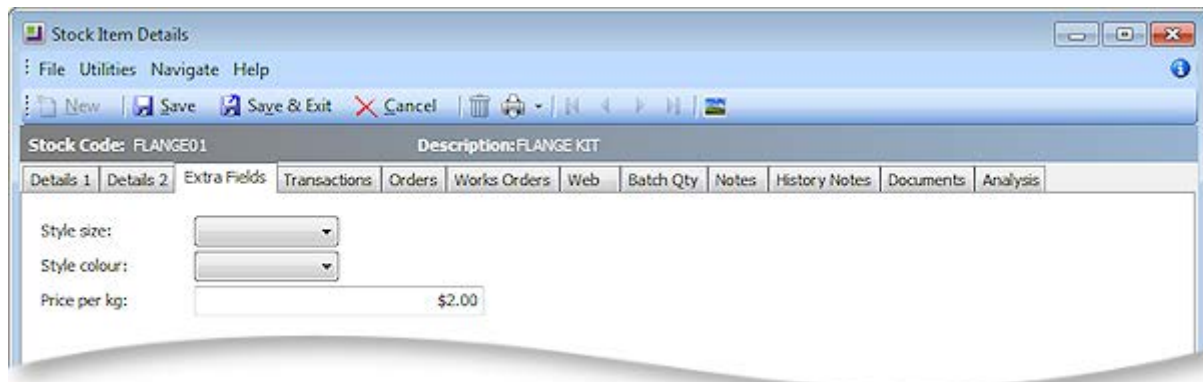 Stock Item Details
File Utilities Navigate Help
New Save Save & Exit Cancel
Stock Code: FLANGE01 Description:FLANGE KIT
Details 1 Details 2 Extra Fields Transactions Orders Works Orders Web Batch Qty Notes History Notes Documents Analysis
Style size:
Style colour:
Price per kg: $2.00